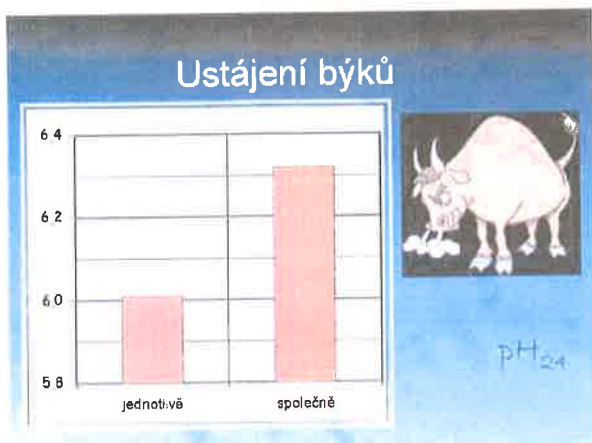 Ustájení býků
6.4
6.2
6.0
5.8
jednotlivě
společně
pH24